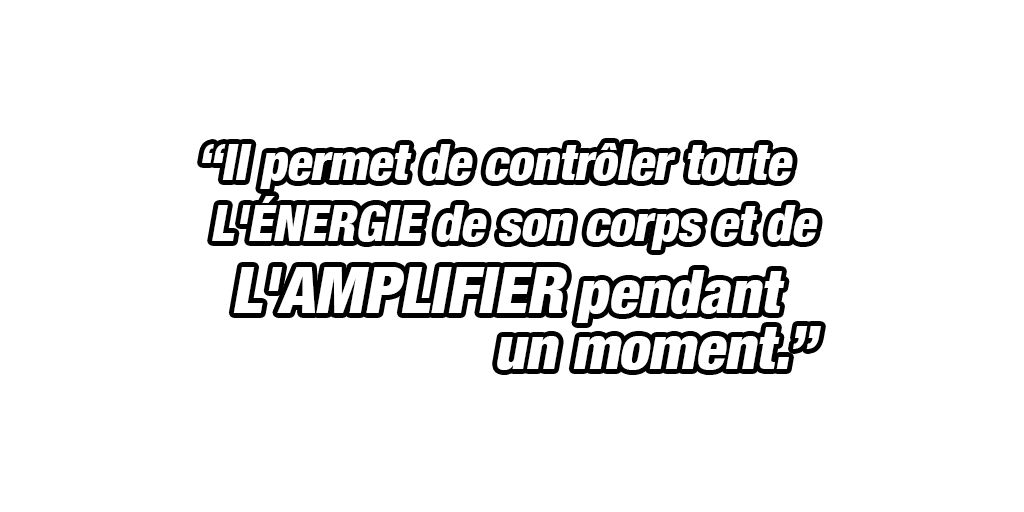 “Il permet de contrôler toute
L'ÉNERGIE de son corps et de
L'AMPLIFIER pendant
un moment.”